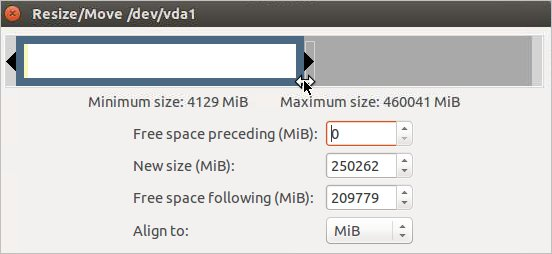 Resize/Move /dev/vda1
Minimum size: 4129 MiB Maximum size: 460041 MiB
Free space preceding (MiB): 0
New size (MiB): 250262
Free space following (MiB): 209779
Align to: MiB